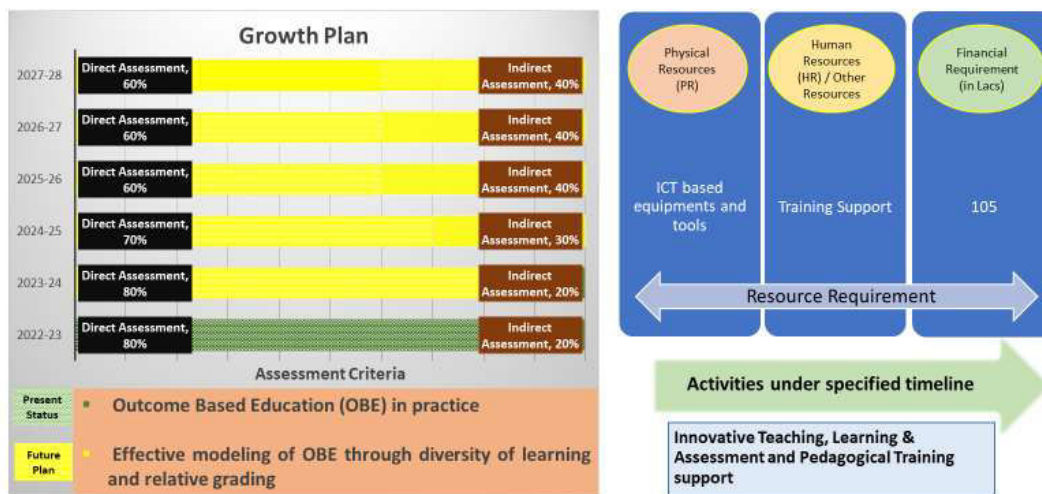 Growth Plan
2027-28
Direct Assessment,
60%
Indirect
Assessment, 40%
2026-27
Direct Assessment,
60%
Indirect
Assessment, 40%
2025-26
Direct Assessment,
60%
Indirect
Assessment, 40%
2024-25
Direct Assessment,
70%
Indirect
Assessment, 30%
2023-24
Direct Assessment,
80%
Indirect
Assessment, 20%
2022-23
Direct Assessment,
80%
Indirect
Assessment, 20%
Assessment Criteria
Present
Status
Outcome Based Education (OBE) in practice
Future
Plan
Effective modeling of OBE through diversity of learning
and relative grading
Physical
Resources
(PR)
Human
Resources
(HR) / Other
Resources
Financial
Requirement
(in Lacs)
ICT based
equipments and
tools
Training Support
105
Resource Requirement
Activities under specified timeline
Innovative Teaching, Learning &
Assessment and Pedagogical Training
support